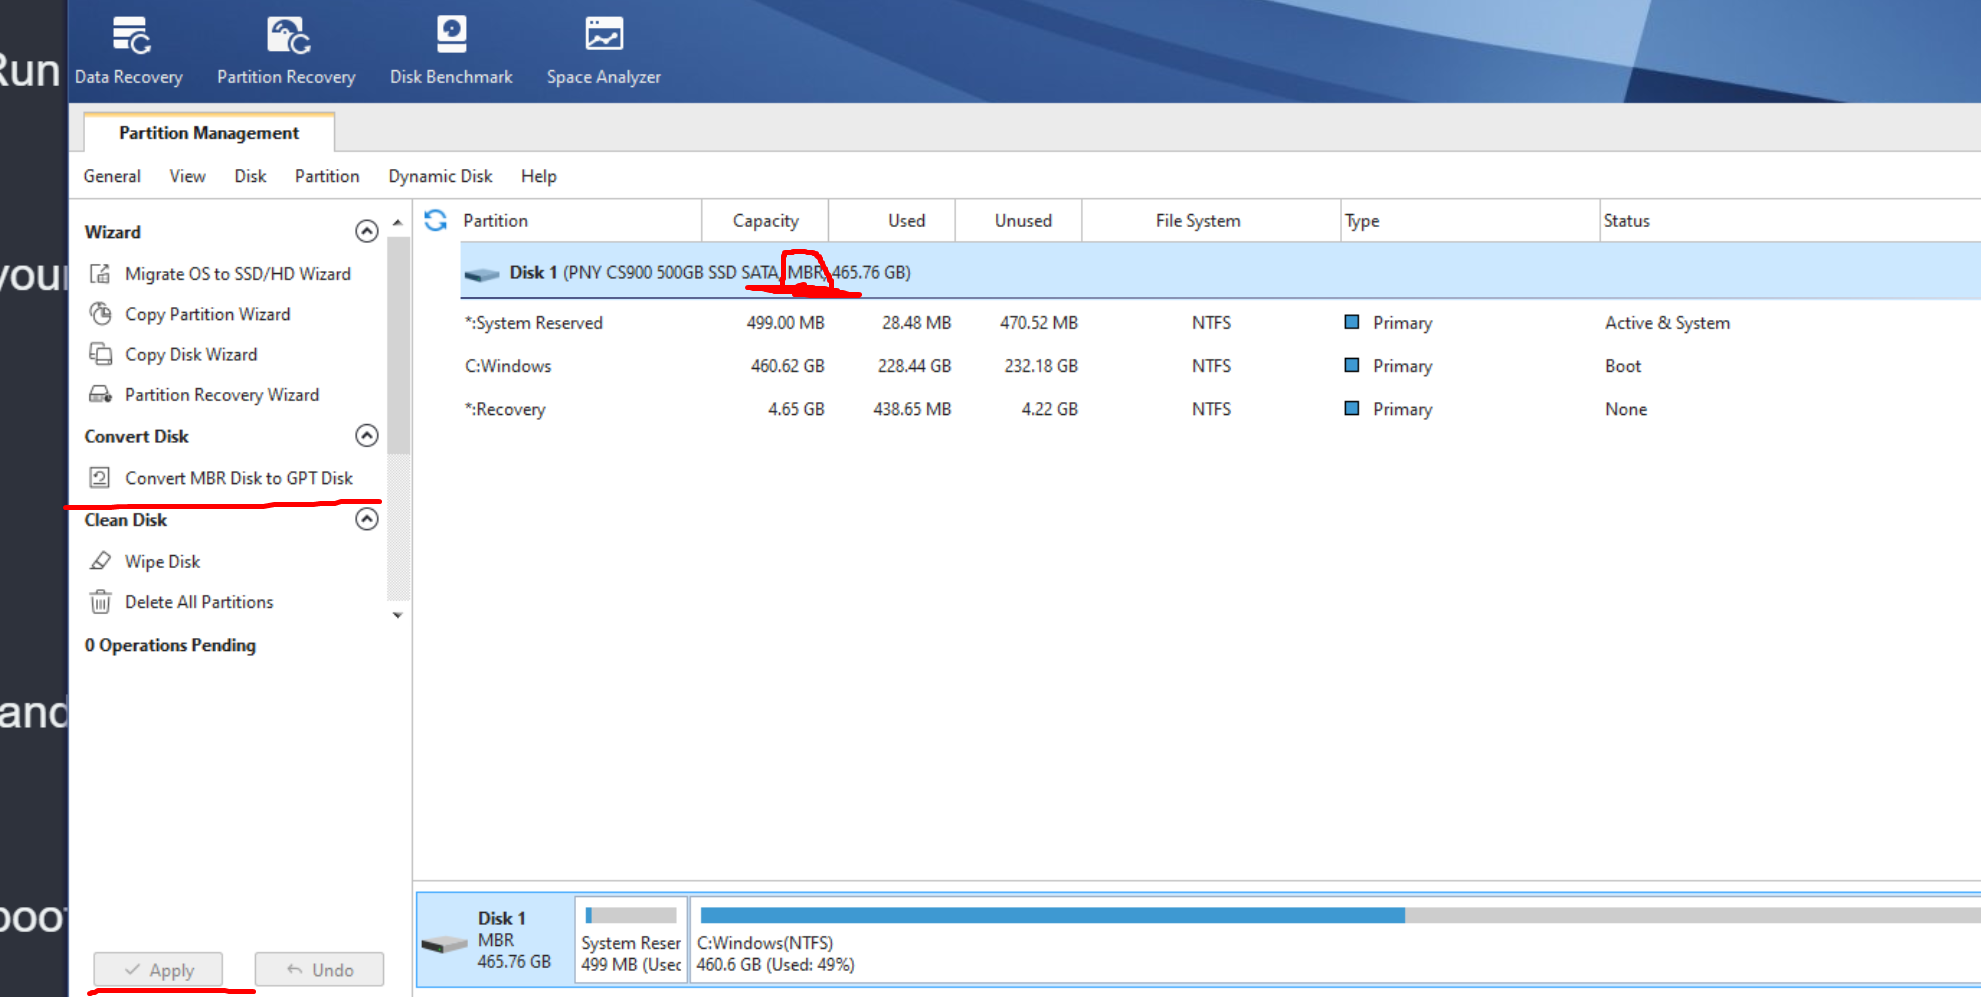 Run
Data Recovery Partition Recovery Disk Benchmark Space Analyzer
Partition Management
General View Disk Partition Dynamic Disk Help
Partition Capacity Used Unused File System Type Status
Wizard
Migrate OS to SSD/HD Wizard
Copy Partition Wizard
Copy Disk Wizard
Partition Recovery Wizard
Convert Disk
Convert MBR Disk to GPT Disk
Clean Disk
Wipe Disk
Delete All Partitions
0 Operations Pending
Apply Undo
Disk 1 (PNY CS900 500GB SSD SATA, MBR, 465.76 GB)
*:System Reserved 499.00 MB 28.48 MB 470.52 MB NTFS Primary Active & System
C:Windows 460.62 GB 228.44 GB 232.18 GB NTFS Primary Boot
*:Recovery 4.65 GB 438.65 MB 4.22 GB NTFS Primary None
Disk 1
MBR
465.76 GB
System Reser
499 MB (Usec
C:Windows(NTFS)
460.6 GB (Used: 49%)
your
and
boot